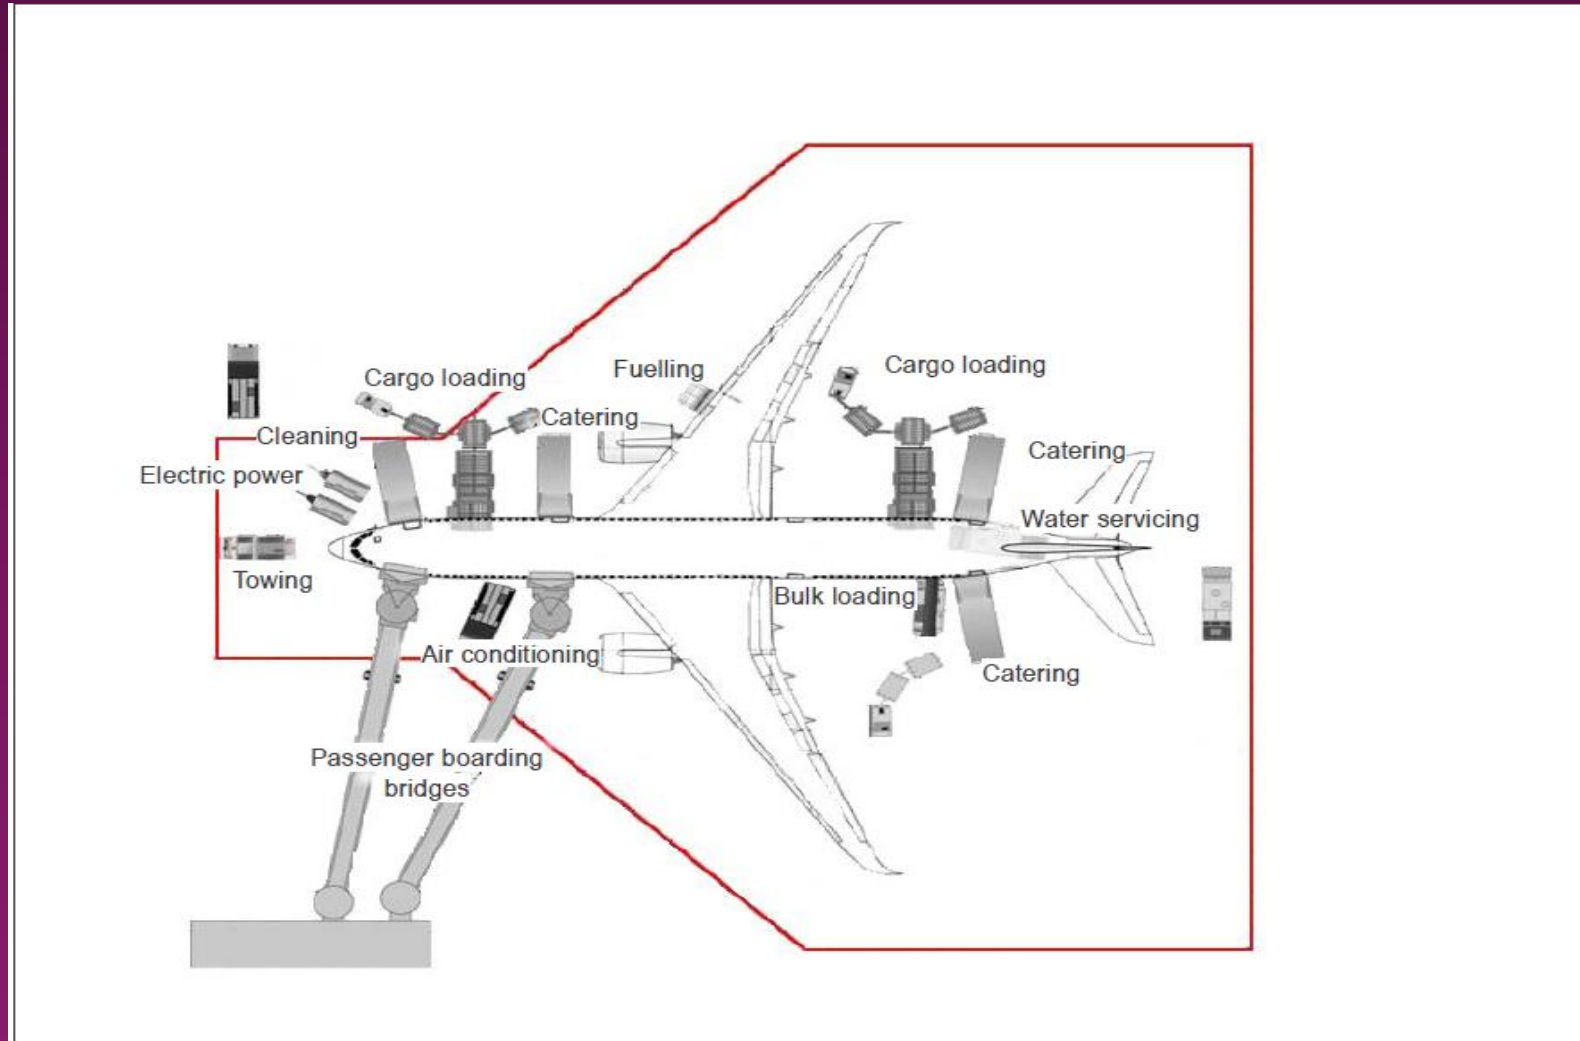 Fuelling
Cargo loading
Cargo loading
Catering
Cleaning
Catering
Electric power
Water servicing
Towing
Bulk loading
Air conditioning
Catering
Passenger boarding
bridges